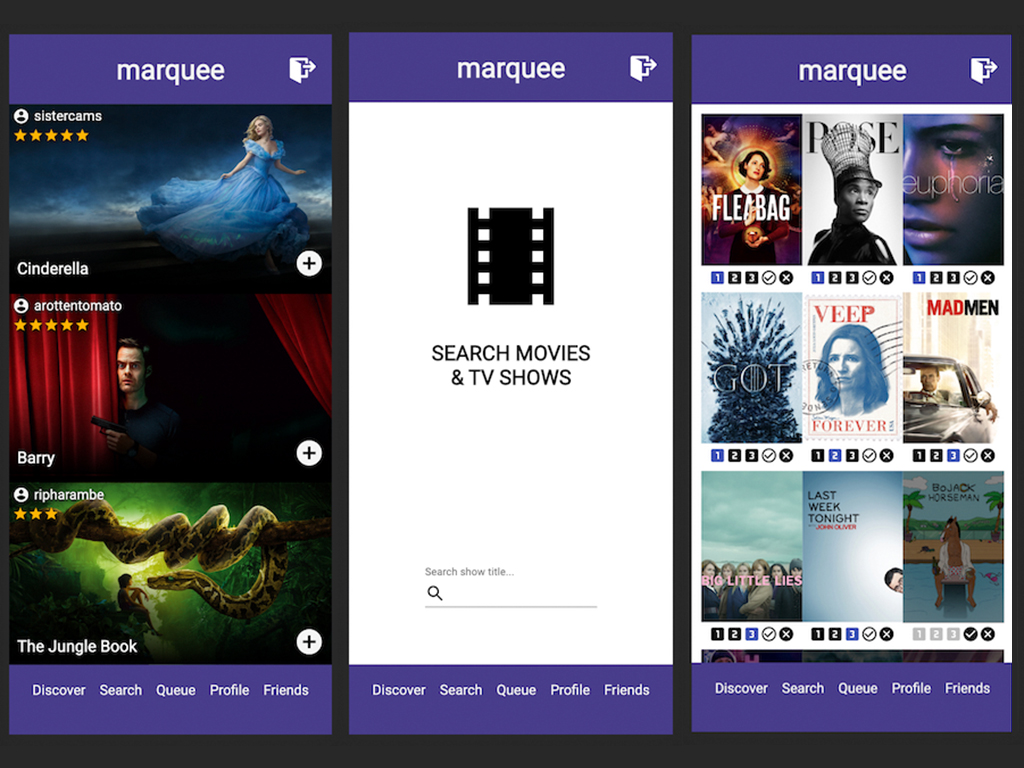 marquee
sistercams
Cinderella
arottentomato
Barry
ripharambe
The Jungle Book
Discover Search Queue Profile Friends
marquee
SEARCH MOVIES
& TV SHOWS
Search show title...
Discover Search Queue Profile Friends
marquee
FLEABAG
POSE
euphoria
1 2 3
1 2 3
1 2 3
GOT
VEEP
FOREVER
MADMEN
1 2 3
1 2 3
1 2 3
BIG LITTLE LIES
LAST
WEEK
TONIGHT
WITH JOHN OLIVER
BOJACK
HORSEMAN
1 2 3
1 2 3
1 2 3
Discover Search Queue Profile Friends